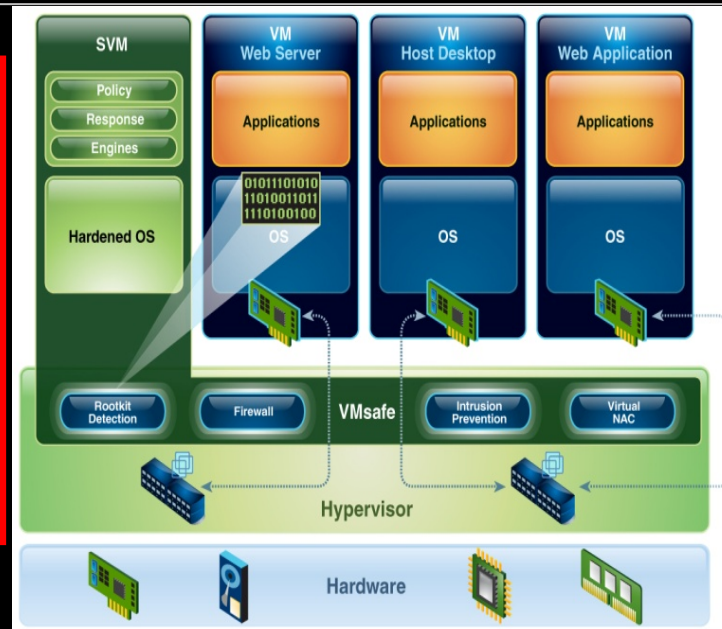 SVM
Policy
Response
Engines
Hardened OS
VM
Web Server
Applications
01011101010
11010011011
1110100100
OS
VM
Host Desktop
Applications
OS
VM
Web Application
Applications
OS
Rootkit
Detection
Firewall
VMsafe
Intrusion
Prevention
Virtual
NAC
Hypervisor
Hardware